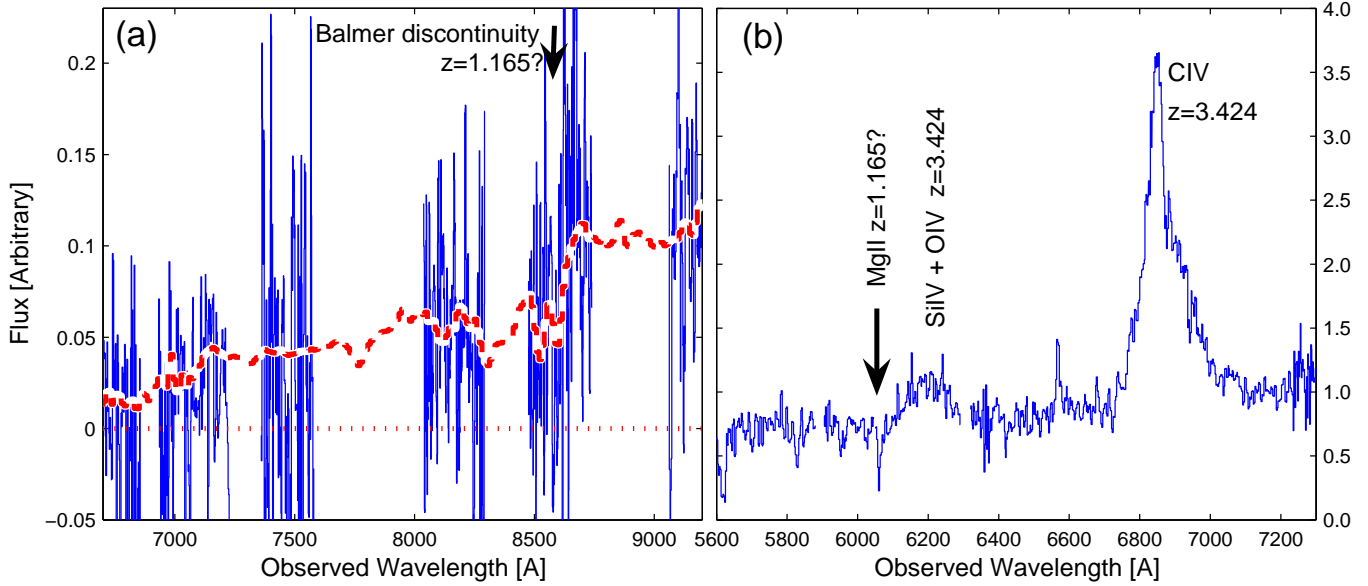 (a)
Balmer discontinuity
z=1.165?
Flux [Arbitrary]
0.2
0.15
0.1
0.05
0
−0.05
7000 7500 8000 8500 9000
Observed Wavelength [A]
(b)
CIV
z=3.424
MgII z=1.165?
SiIV + OIV z=3.424
4.0
3.5
3.0
2.5
2.0
1.5
1.0
0.5
0.0
5600 5800 6000 6200 6400 6600 6800 7000 7200
Observed Wavelength [A]